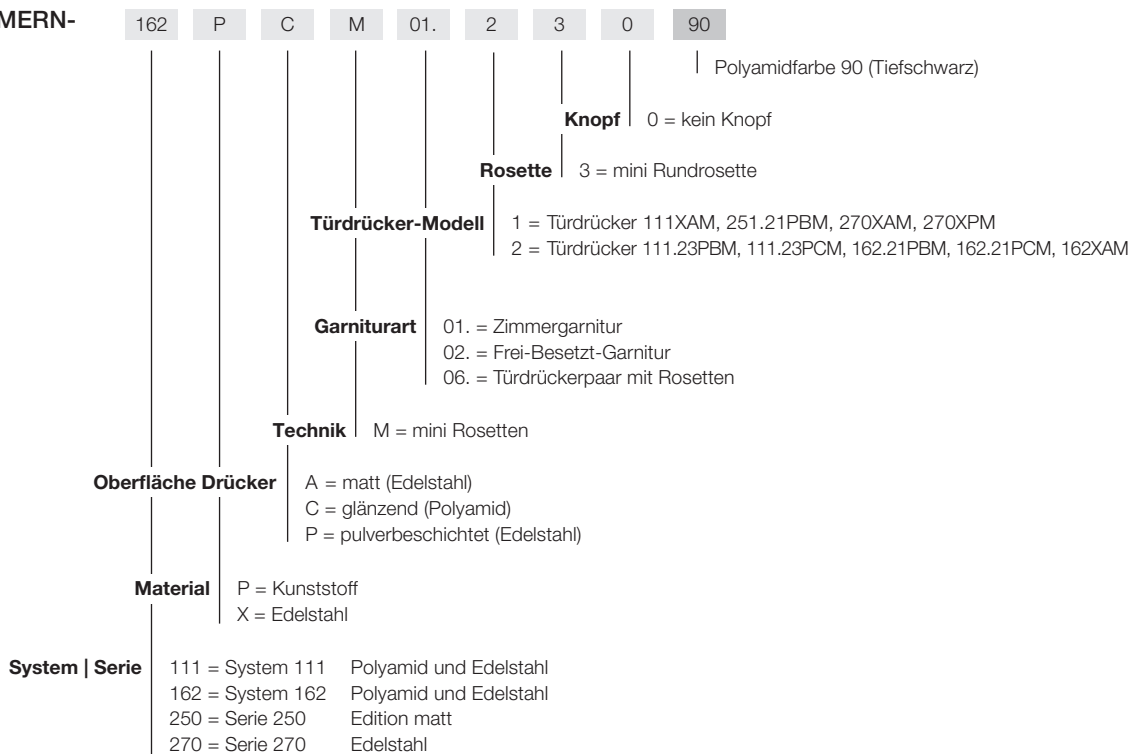 MERN-
162 P C M 01. 2 3 0 90
Polyamidfarbe 90 (Tiefschwarz)
Knopf 0 = kein Knopf
Rosette 3 = mini Rundrosette
Türdrücker-Modell 1 = Türdrücker 111XAM, 251.21PBM, 270XAM, 270XPM
2 = Türdrücker 111.23PBM, 111.23PCM, 162.21PBM, 162.21PCM, 162XAM
Garniturart 01. = Zimmergarnitur
02. = Frei-Besetzt-Garnitur
06. = Türdrückerpaar mit Rosetten
Technik M = mini Rosetten
Oberfläche Drücker A = matt (Edelstahl)
C = glänzend (Polyamid)
P = pulverbeschichtet (Edelstahl)
Material P = Kunststoff
X = Edelstahl
System | Serie 111 = System 111 Polyamid und Edelstahl
162 = System 162 Polyamid und Edelstahl
250 = Serie 250 Edition matt
270 = Serie 270 Edelstahl